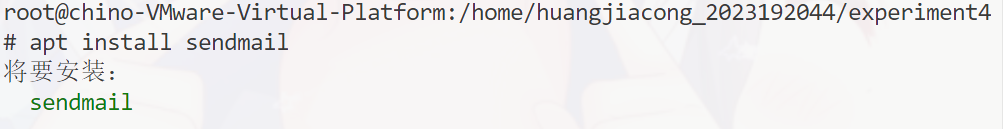 root@chino-VMware-Virtual-Platform:/home/huangjiacong_2023192044/experiment4
# apt install sendmail
将要安装：
sendmail